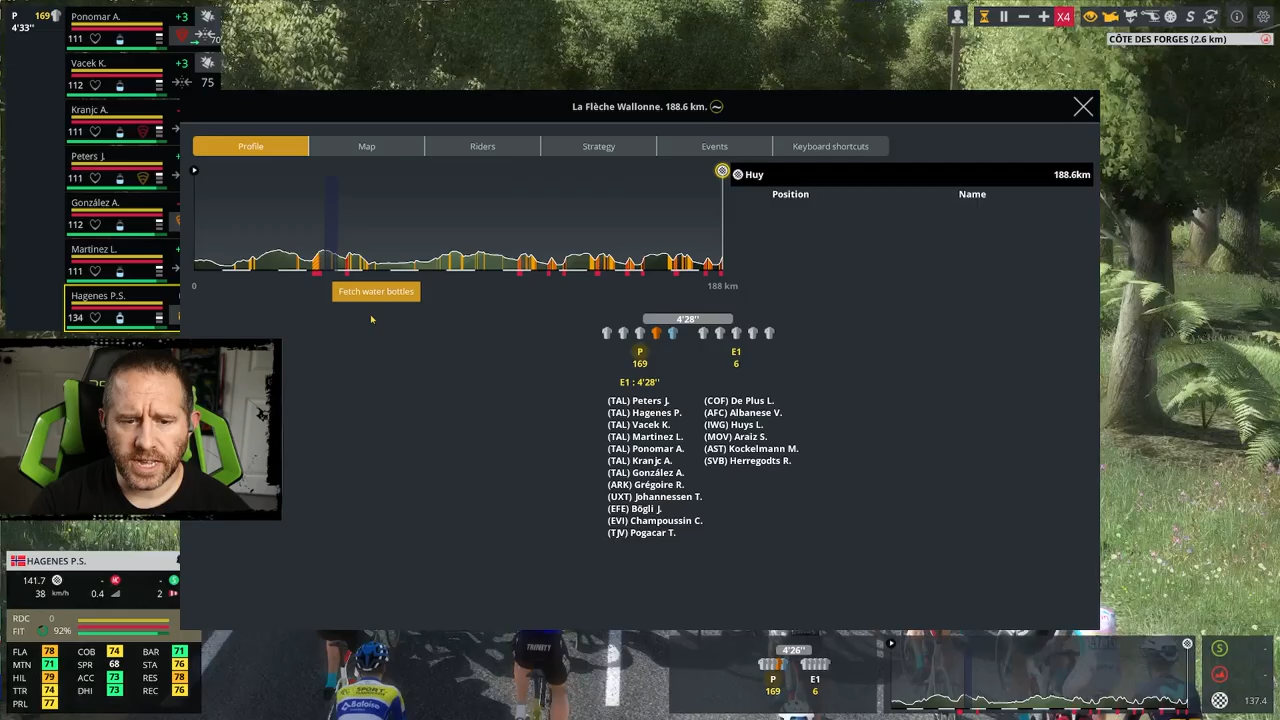 P 169
4'33''
Ponomar A.
+3
111
70
Vacek K.
+3
112
75
Kranjc A.
111
Peters J.
111
González A.
112
Martinez L.
111
Hagenes P.S.
134
X4
S
CÔTE DES FORGES (2.6 km)
La Flèche Wallonne. 188.6 km.
Profile
Map
Riders
Strategy
Events
Keyboard shortcuts
Huy
188.6km
Position
Name
0
188 km
Fetch water bottles
4'28''
P
169
E1
6
E1 : 4'28''
(TAL) Peters J.
(TAL) Hagenes P.
(TAL) Vacek K.
(TAL) Martinez L.
(TAL) Ponomar A.
(TAL) Kranjc A.
(TAL) González A.
(ARK) Grégoire R.
(UXT) Johannessen T.
(EFE) Bögli J.
(EVI) Champoussin C.
(TJV) Pogacar T.
(COF) De Plus L.
(AFC) Albanese V.
(IWG) Huys L.
(MOV) Araiz S.
(AST) Kockelmann M.
(SVB) Herregodts R.
HAGENES P.S.
141.7
-
-
S
38 km/h
0.4
2
RDC 0
FIT 92%
FLA 78 COB 74 BAR 71
MTN 71 SPR 68 STA 76
HIL 79 ACC 73 RES 78
TTR 74 DHI 73 REC 76
PRL 77
TRINITY
SPORT
BALOISE
4'26''
P
169
E1
6
S
-
-
137.4